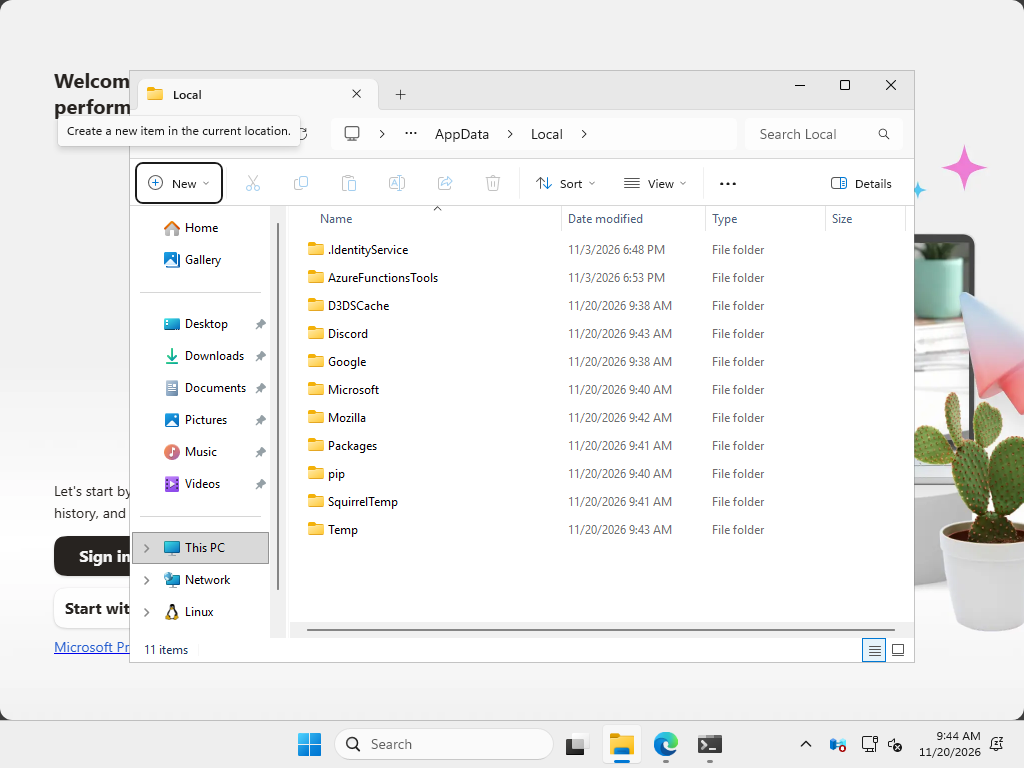 Welcom
perform
Local
Create a new item in the current location.
AppData
Local
Search Local
New
Sort
View
Details
Name
Date modified
Type
Size
Home
Gallery
Desktop
Downloads
Documents
Pictures
Music
Videos
This PC
Network
Linux
.IdentityService 11/3/2026 6:48 PM File folder
AzureFunctionsTools 11/3/2026 6:53 PM File folder
D3DSCache 11/20/2026 9:38 AM File folder
Discord 11/20/2026 9:43 AM File folder
Google 11/20/2026 9:38 AM File folder
Microsoft 11/20/2026 9:40 AM File folder
Mozilla 11/20/2026 9:42 AM File folder
Packages 11/20/2026 9:41 AM File folder
pip 11/20/2026 9:40 AM File folder
SquirrelTemp 11/20/2026 9:41 AM File folder
Temp 11/20/2026 9:43 AM File folder
11 items
Let's start by
history, and
Sign in
Start wit
Microsoft Pr
Search
9:44 AM
11/20/2026